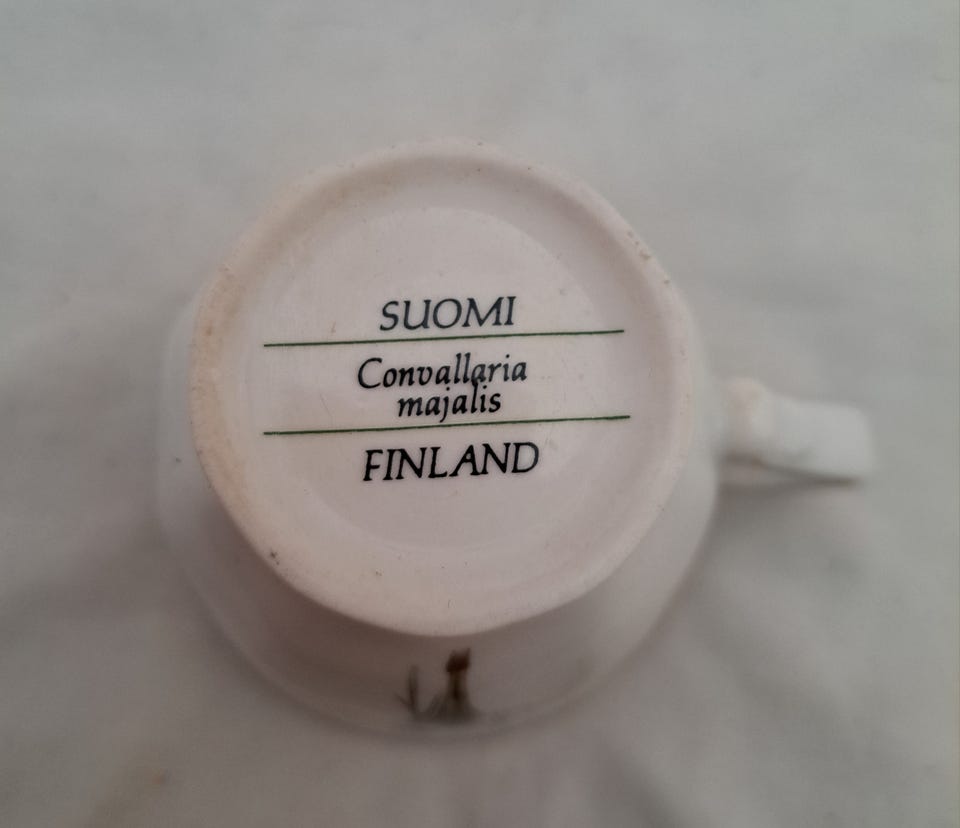 SUOMI
Convallaria
majalis
FINLAND